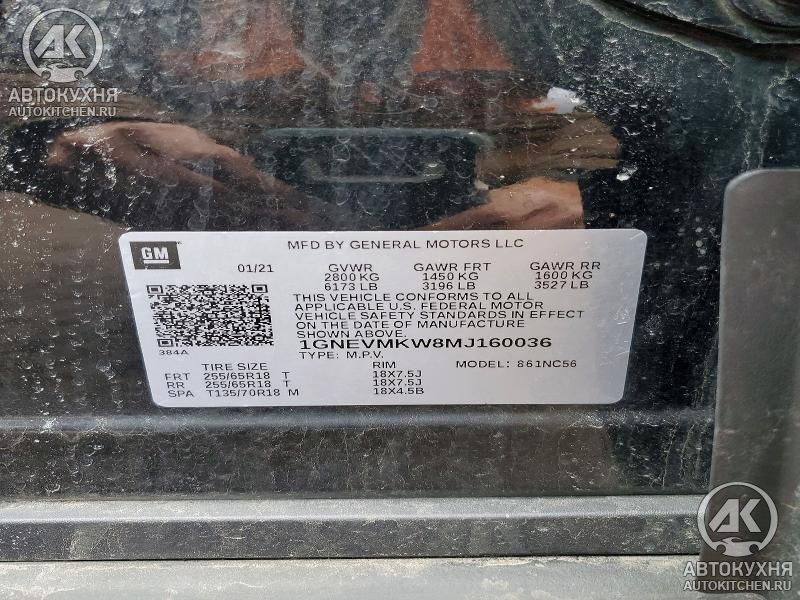 AK
АВТОКУХНЯ
AUTOKITCHEN.RU
GM
MFD BY GENERAL MOTORS LLC
01/21 GVWR GAWR FRT GAWR RR
2800 KG 1450 KG 1600 KG
6173 LB 3196 LB 3527 LB
THIS VEHICLE CONFORMS TO ALL
APPLICABLE U.S. FEDERAL MOTOR
VEHICLE SAFETY STANDARDS IN EFFECT
ON THE DATE OF MANUFACTURE
SHOWN ABOVE.
384A
1GNEVMKW8MJ160036
TYPE: M.P.V. MODEL: 861NC56
TIRE SIZE RIM
FRT 255/65R18 T 18X7.5J
RR 255/65R18 T 18X7.5J
SPA T135/70R18 M 18X4.5B
AK
АВТОКУХНЯ
AUTOKITCHEN.RU